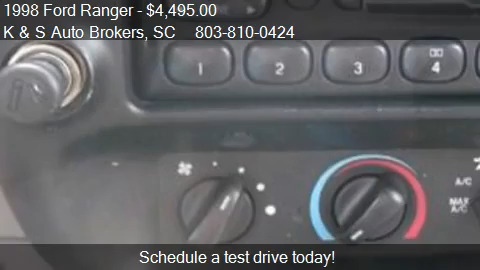 1998 Ford Ranger - $4,495.00
K & S Auto Brokers, SC 803-810-0424
1 2 3 4
A/C
MAX A/C
Schedule a test drive today!